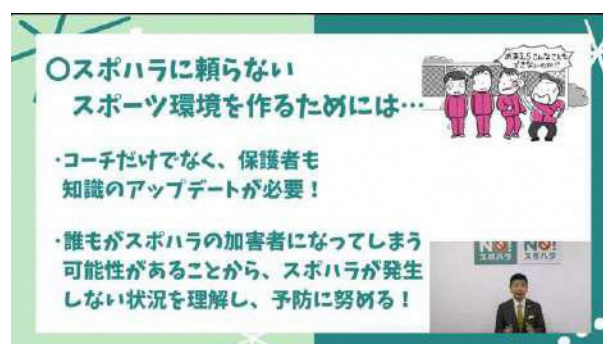 〇スポハラに頼らない
スポーツ環境を作るためには…
・コーチだけでなく、保護者も
知識のアップデートが必要！
・誰もがスポハラの加害者になってしまう
可能性があることから、スポハラが発生
しない状況を理解し、予防に努める！
NO!
スポハラ
NO!
スポハラ